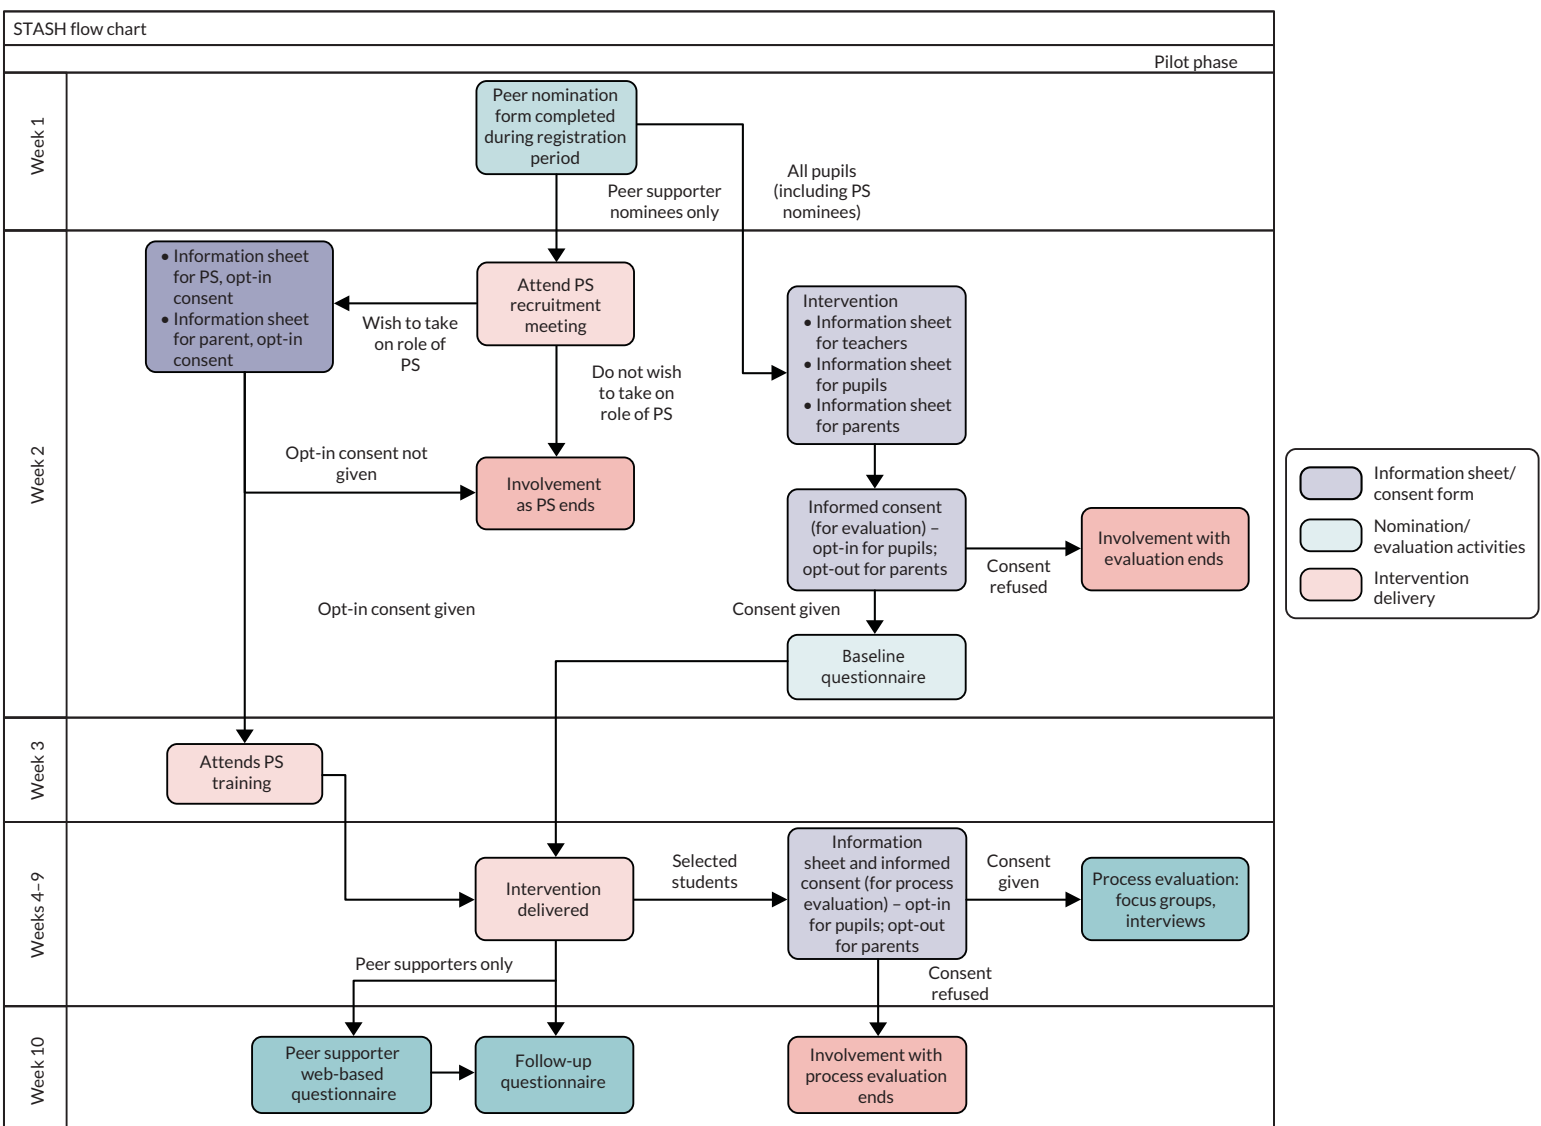 STASH flow chart
Pilot phase
Week 1
Peer nomination
form completed
during registration
period
Peer supporter
nominees only
All pupils
(including PS
nominees)
Week 2
• Information sheet
for PS, opt-in
consent
• Information sheet
for parent, opt-in
consent
Wish to take
on role of
PS
Attend PS
recruitment
meeting
Do not wish
to take on
role of PS
Intervention
• Information sheet
for teachers
• Information sheet
for pupils
• Information sheet
for parents
Opt-in consent not
given
Involvement
as PS ends
Informed consent
(for evaluation) –
opt-in for pupils;
opt-out for parents
Consent
refused
Involvement with
evaluation ends
Opt-in consent given
Consent given
Baseline
questionnaire
Week 3
Attends PS
training
Weeks 4–9
Intervention
delivered
Selected
students
Information
sheet and informed
consent (for process
evaluation) – opt-in
for pupils; opt-out
for parents
Consent
given
Process evaluation:
focus groups,
interviews
Peer supporters only
Consent
refused
Week 10
Peer supporter
web-based
questionnaire
Follow-up
questionnaire
Involvement with
process evaluation
ends
Information sheet/
consent form
Nomination/
evaluation activities
Intervention
delivery